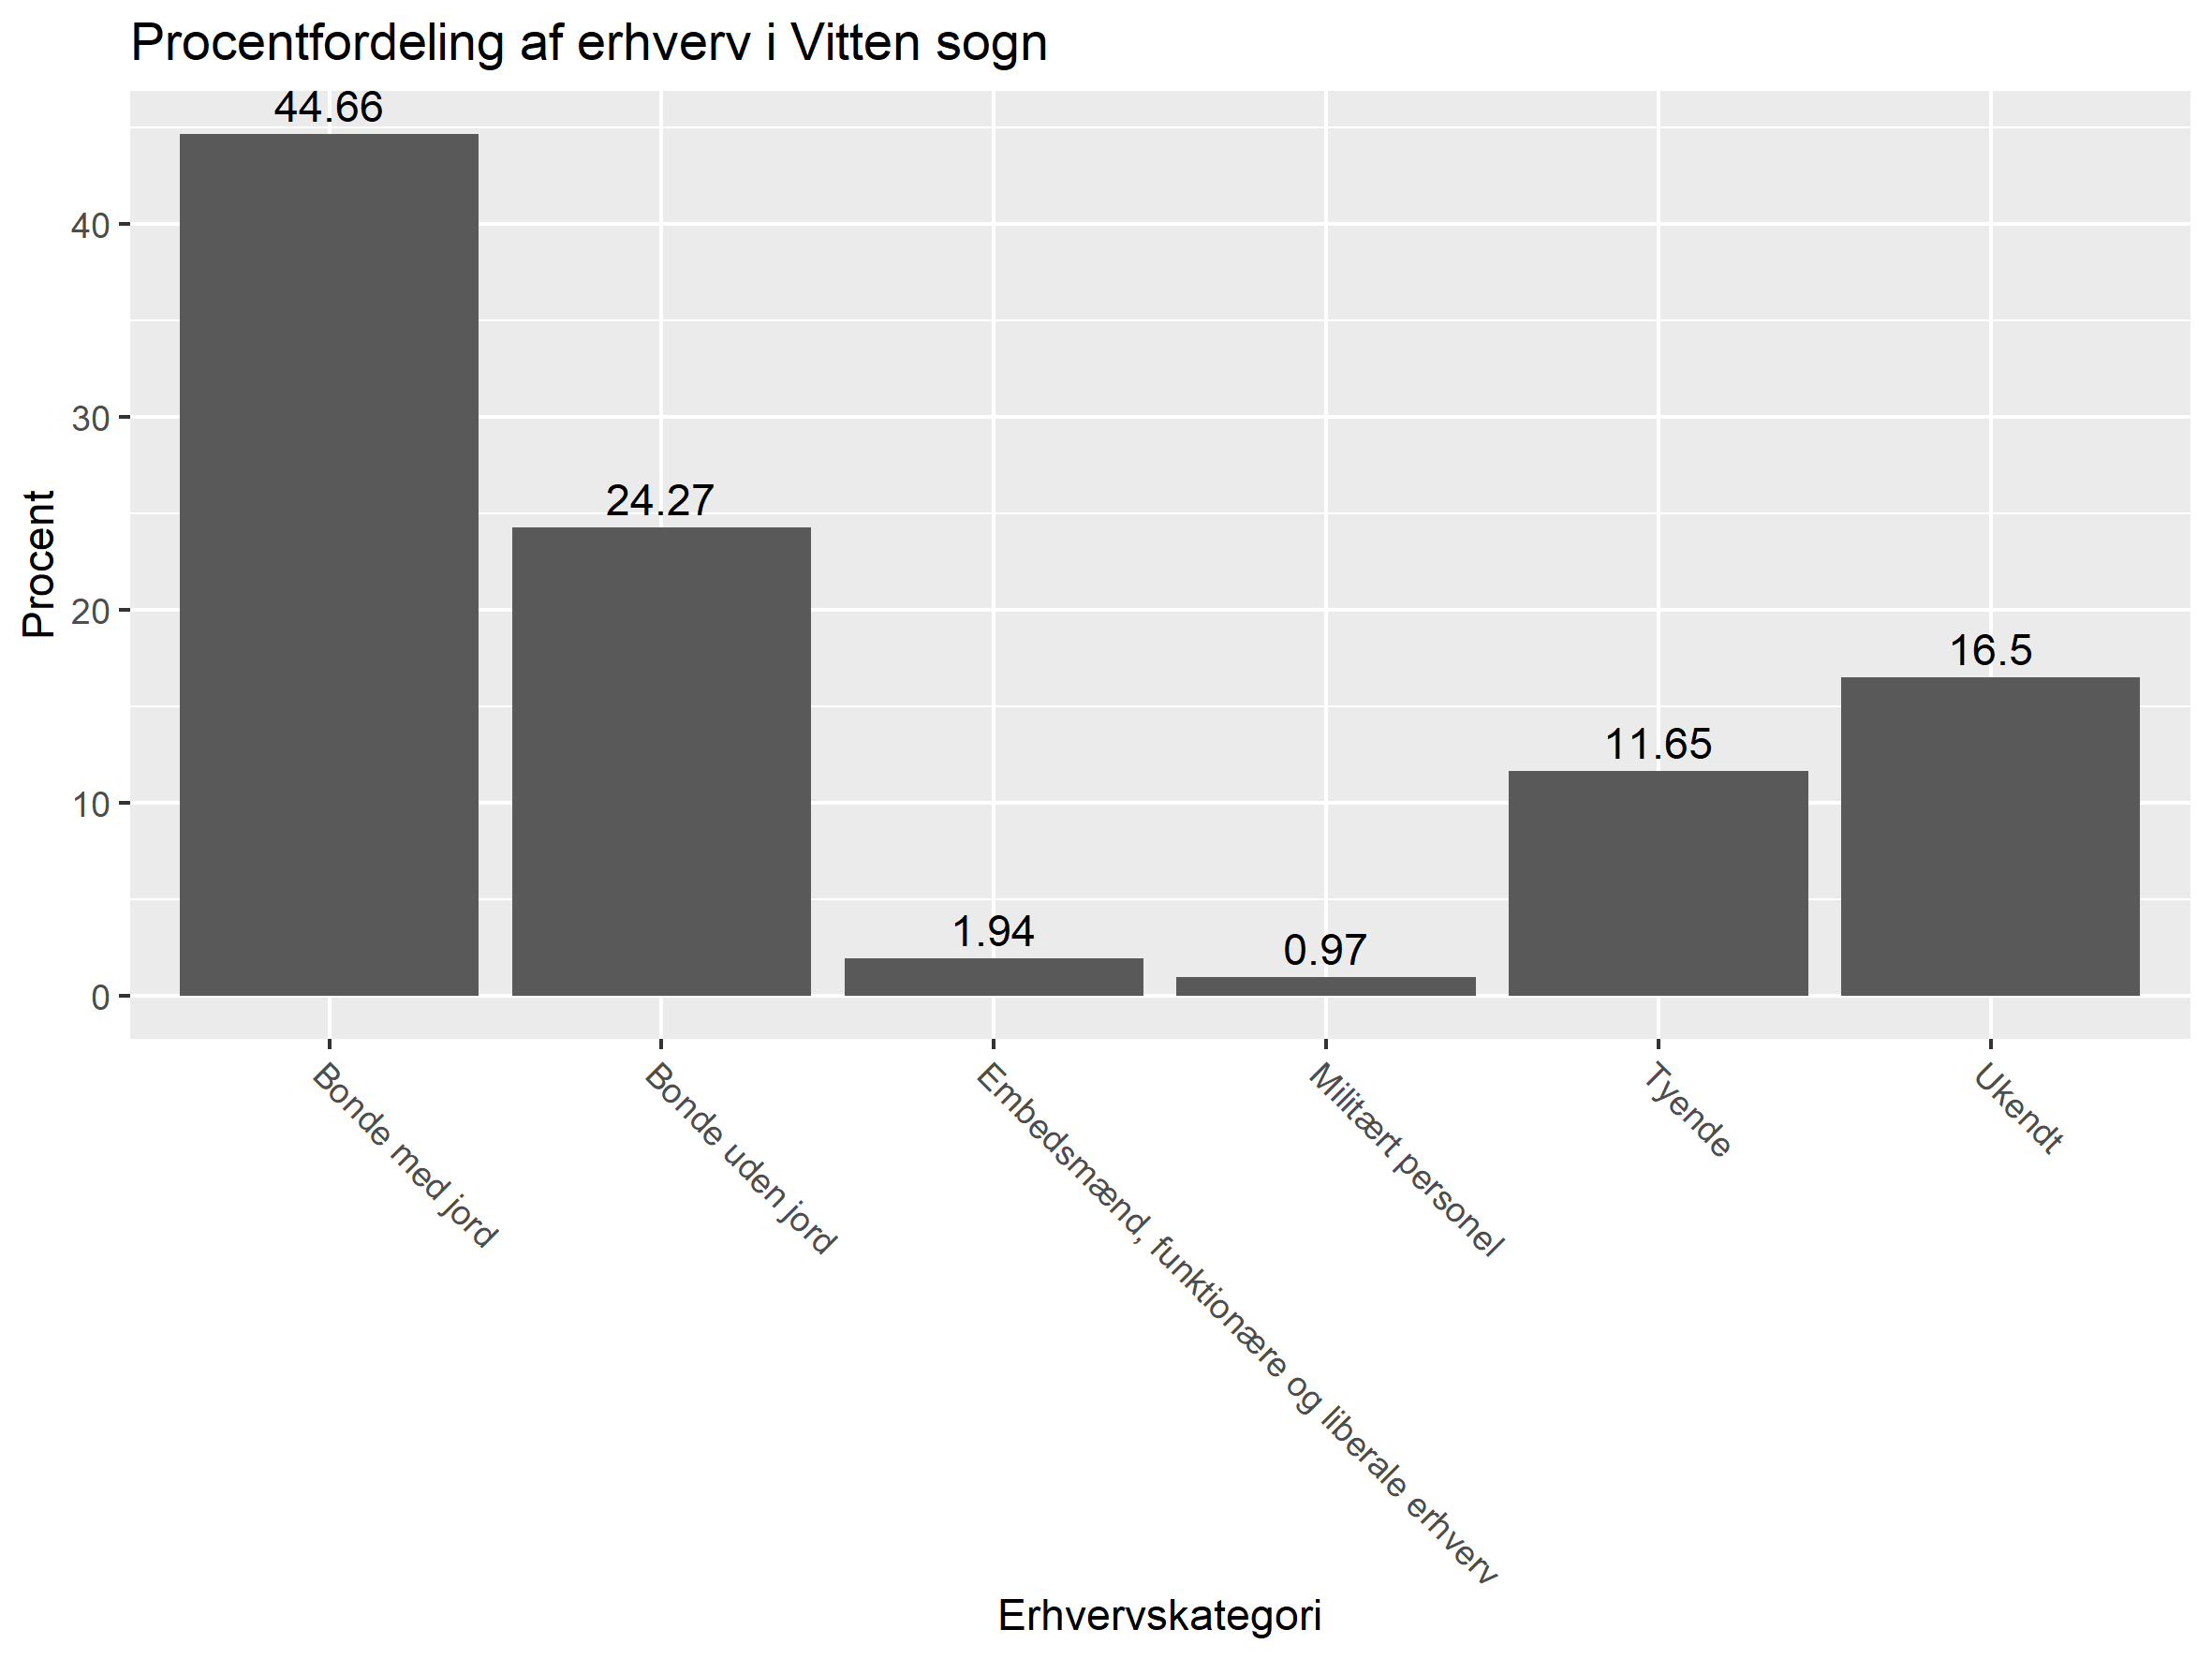 Procentfordeling af erhverv i Vitten sogn
Procent
40
30
20
10
0
44.66
24.27
1.94
0.97
11.65
16.5
Bonde med jord
Bonde uden jord
Embedsmænd, funktionære og liberale erhverv
Militært personel
Tyende
Ukendt
Erhvervskategori